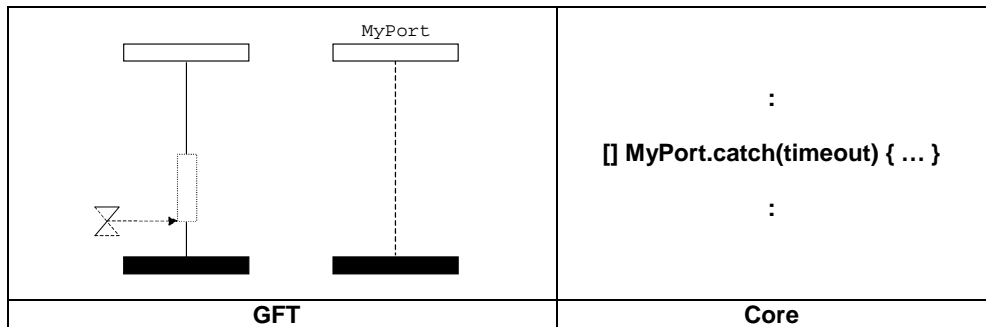 MyPort
:
[] MyPort.catch(timeout) { … }
:
GFT
Core